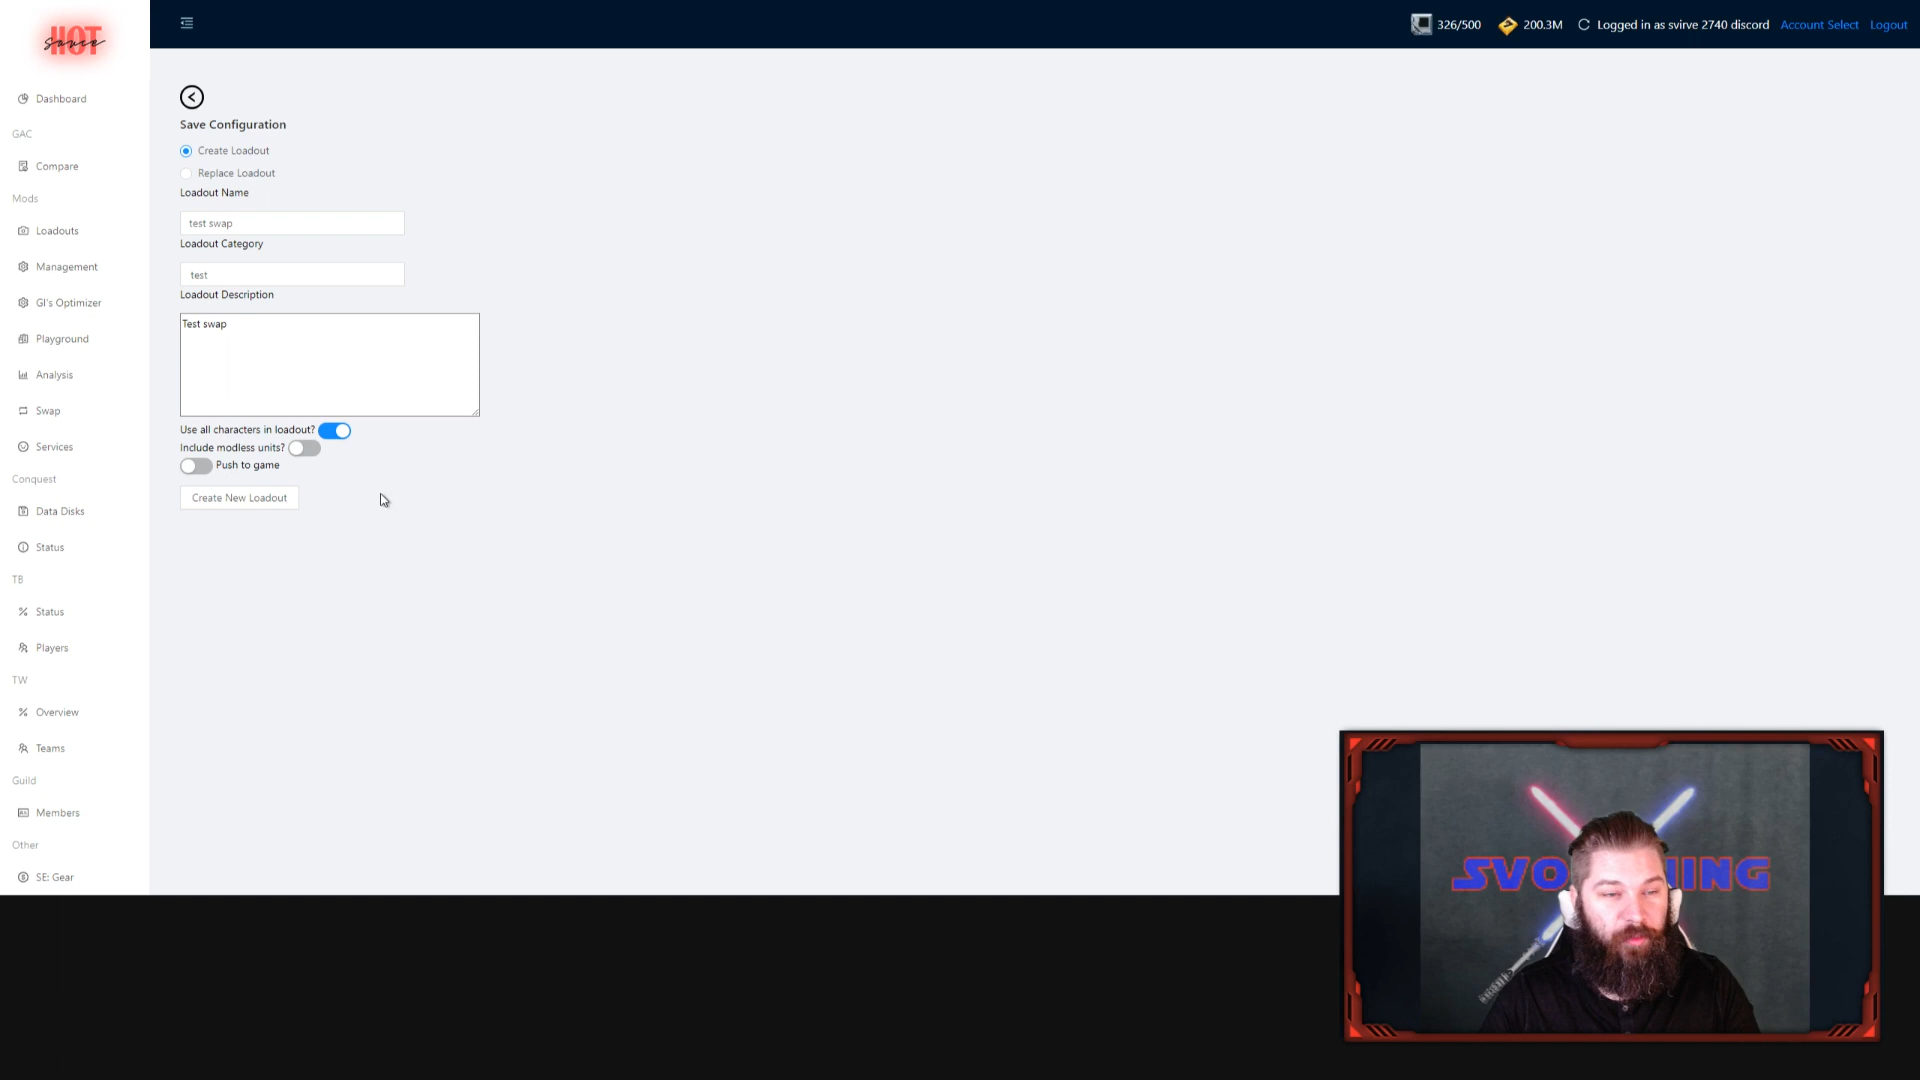 HOT
sauce
326/500
200.3M
Logged in as svirve 2740 discord
Account Select
Logout
Dashboard
GAC
Compare
Mods
Loadouts
Management
GI's Optimizer
Playground
Analysis
Swap
Services
Conquest
Data Disks
Status
TB
Status
Players
TW
Overview
Teams
Guild
Members
Other
SE: Gear
Save Configuration
Create Loadout
Replace Loadout
Loadout Name
test swap
Loadout Category
test
Loadout Description
Test swap
Use all characters in loadout?
Include modless units?
Push to game
Create New Loadout